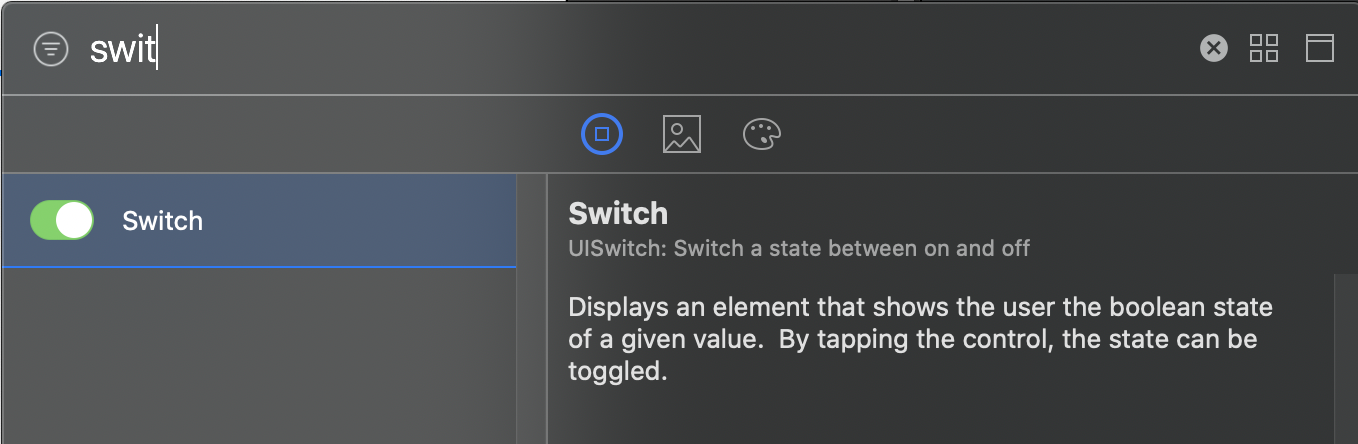 swit
Switch
Switch
UISwitch: Switch a state between on and off
Displays an element that shows the user the boolean state
of a given value.  By tapping the control, the state can be
toggled.